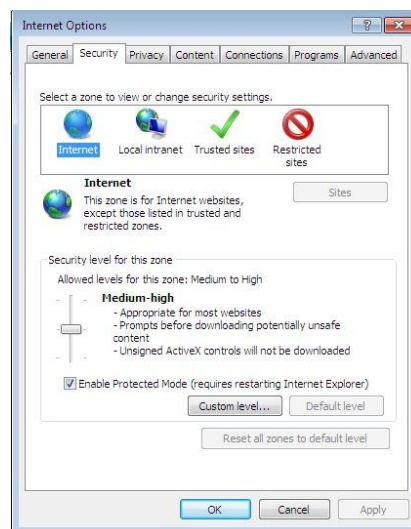 Internet Options
General Security Privacy Content Connections Programs Advanced
Select a zone to view or change security settings.
Internet Local intranet Trusted sites Restricted
sites
Internet
Sites
This zone is for Internet websites,
except those listed in trusted and
restricted zones.
Security level for this zone
Allowed levels for this zone: Medium to High
Medium-high
- Appropriate for most websites
- Prompts before downloading potentially unsafe
content
- Unsigned ActiveX controls will not be downloaded
Enable Protected Mode (requires restarting Internet Explorer)
Custom level... Default level
Reset all zones to default level
OK Cancel Apply